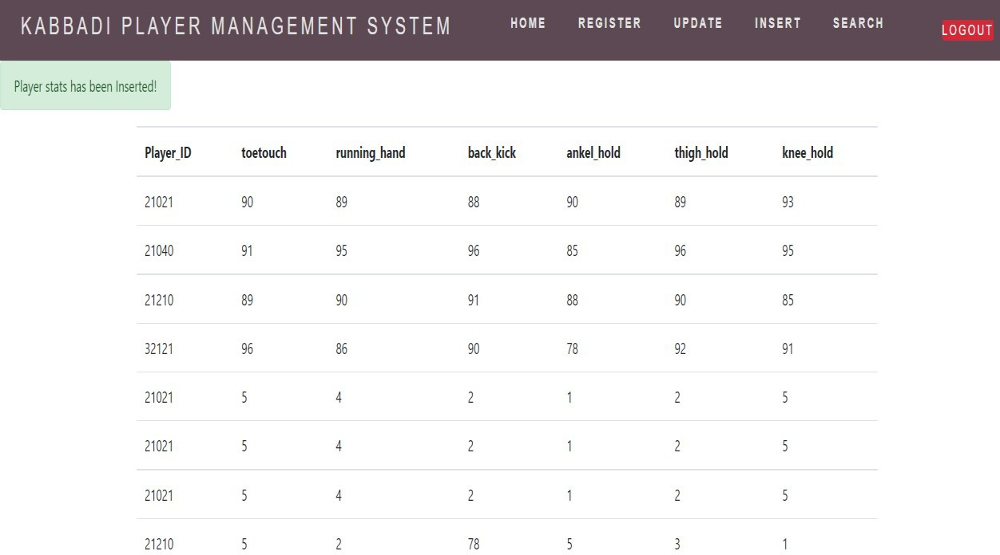 KABBADI PLAYER MANAGEMENT SYSTEM HOME REGISTER UPDATE INSERT SEARCH LOGOUT
Player stats has been Inserted!
Player_ID toetouch running_hand back_kick ankel_hold thigh_hold knee_hold
21021 90 89 88 90 89 93
21040 91 95 96 85 96 95
21210 89 90 91 88 90 85
32121 96 86 90 78 92 91
21021 5 4 2 1 2 5
21021 5 4 2 1 2 5
21021 5 4 2 1 2 5
21210 5 2 78 5 3 1